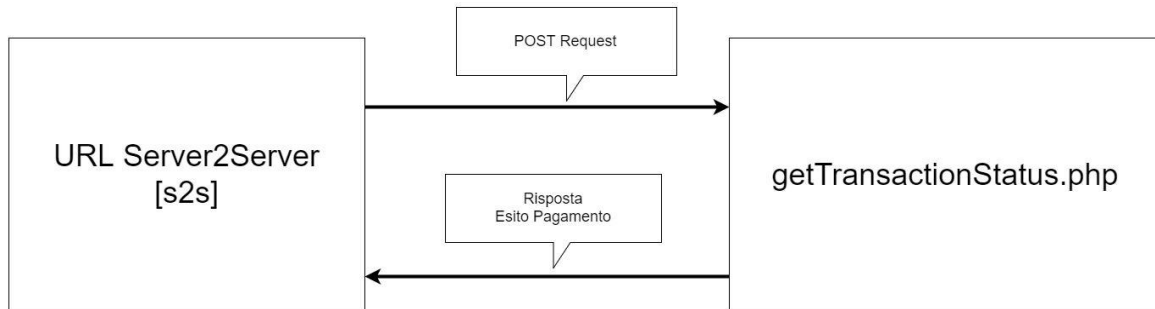 POST Request
URL Server2Server
[s2s]
getTransactionStatus.php
Risposta
Esito Pagamento